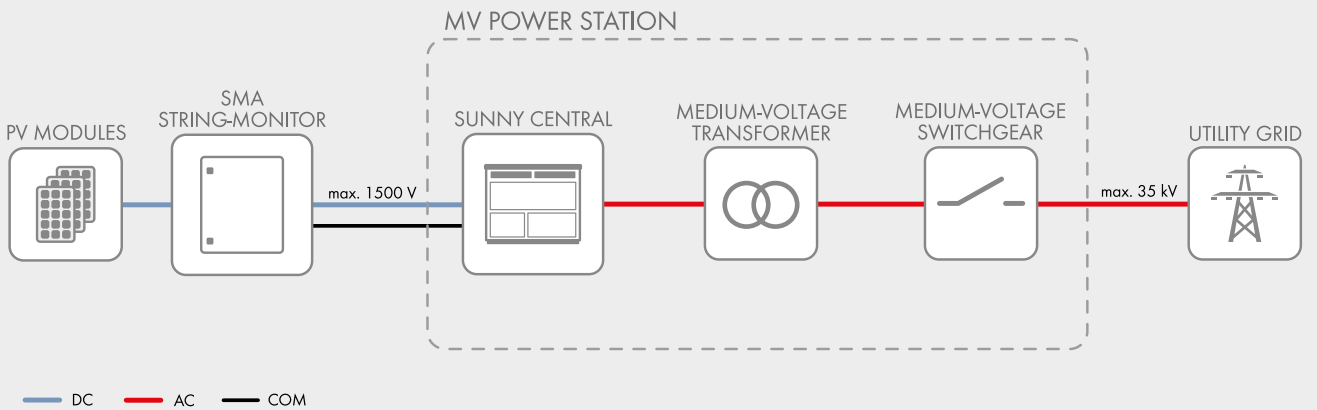 MV POWER STATION
PV MODULES
SMA
STRING-MONITOR
max. 1500 V
SUNNY CENTRAL
MEDIUM-VOLTAGE
TRANSFORMER
MEDIUM-VOLTAGE
SWITCHGEAR
max. 35 kV
UTILITY GRID
DC
AC
COM